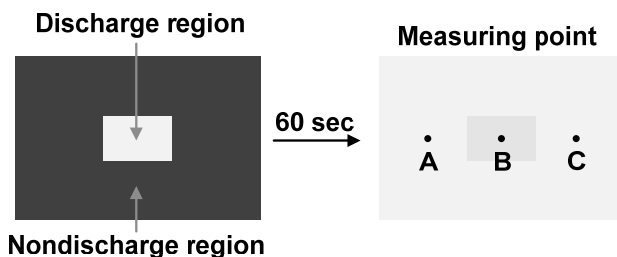 Discharge region
Measuring point
60 sec
A
B
C
Nondischarge region